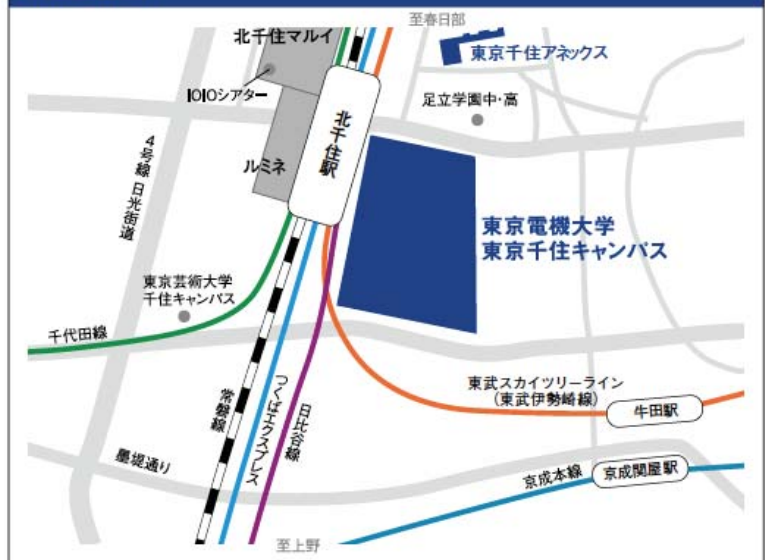 至春日部
北千住マルイ
東京千住アネックス
1010シアター
足立学園中・高
北千住駅
4号線 日光街道
ルミネ
東京電機大学
東京千住キャンパス
東京芸術大学
千住キャンパス
千代田線
東武スカイツリーライン
(東武伊勢崎線)
牛田駅
常磐線
つくばエクスプレス
日比谷線
墨堤通り
京成本線
京成関屋駅
至上野